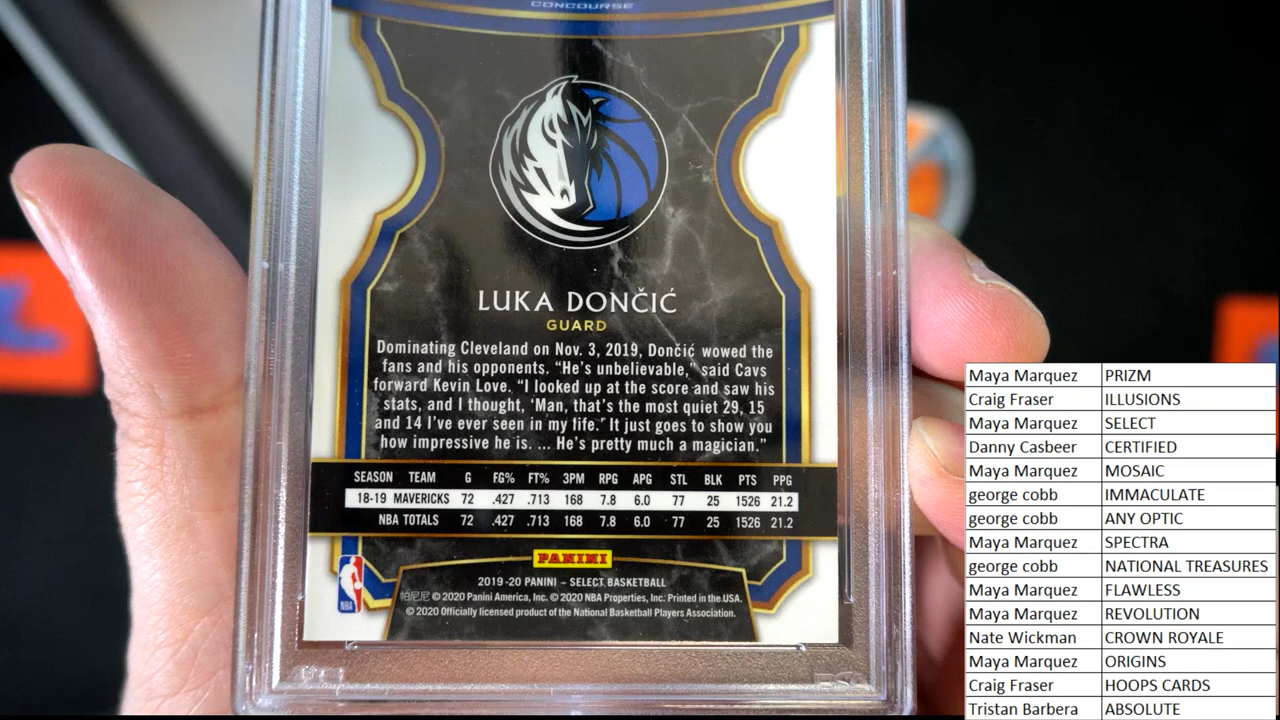 CONCOURSE
LUKA DONČIĆ
GUARD
Dominating Cleveland on Nov. 3, 2019, Dončić wowed the
fans and his opponents. “He’s unbelievable,” said Cavs
forward Kevin Love. “I looked up at the score and saw his
stats, and I thought, ‘Man, that’s the most quiet 29, 15
and 14 I’ve ever seen in my life.’ It just goes to show you
how impressive he is. ... He’s pretty much a magician.”
SEASON TEAM G FG% FT% 3PM RPG APG STL BLK PTS PPG
18-19 MAVERICKS 72 .427 .713 168 7.8 6.0 77 25 1526 21.2
NBA TOTALS 72 .427 .713 168 7.8 6.0 77 25 1526 21.2
PANINI
NBA
2019-20 PANINI – SELECT BASKETBALL
帕尼尼 © 2020 Panini America, Inc. © 2020 NBA Properties, Inc. Printed in the USA.
© 2020 Officially licensed product of the National Basketball Players Association.
Maya Marquez PRIZM
Craig Fraser ILLUSIONS
Maya Marquez SELECT
Danny Casbeer CERTIFIED
Maya Marquez MOSAIC
george cobb IMMACULATE
george cobb ANY OPTIC
Maya Marquez SPECTRA
george cobb NATIONAL TREASURES
Maya Marquez FLAWLESS
Maya Marquez REVOLUTION
Nate Wickman CROWN ROYALE
Maya Marquez ORIGINS
Craig Fraser HOOPS CARDS
Tristan Barbera ABSOLUTE